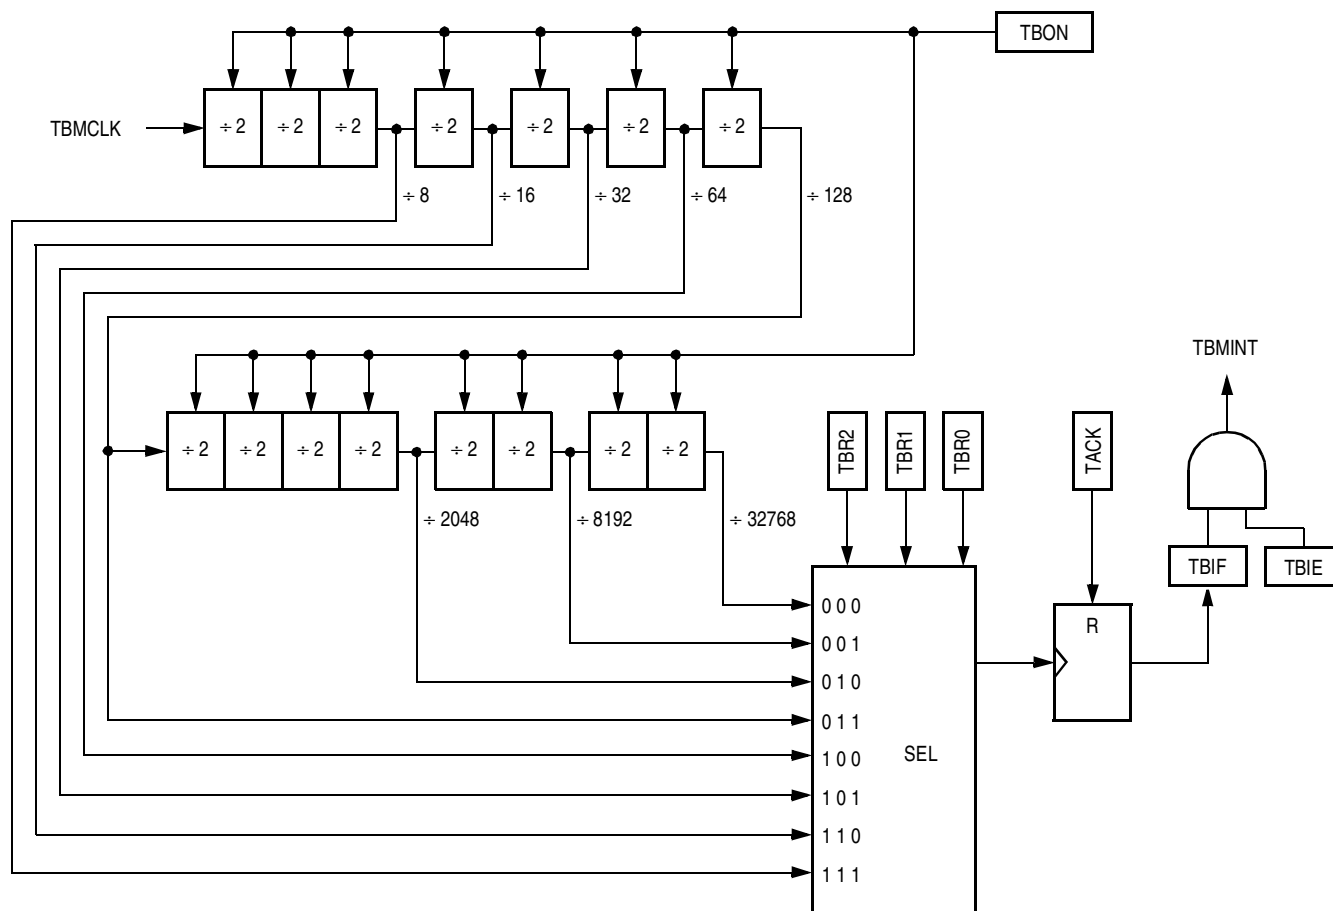 TBON
TBMCLK
÷ 2 ÷ 2 ÷ 2 ÷ 2 ÷ 2 ÷ 2 ÷ 2
÷ 8 ÷ 16 ÷ 32 ÷ 64 ÷ 128
TBMINT
÷ 2 ÷ 2 ÷ 2 ÷ 2 ÷ 2 ÷ 2 ÷ 2 ÷ 2
TBR2
TBR1
TBR0
TACK
÷ 2048 ÷ 8192 ÷ 32768
TBIF
TBIE
0 0 0
R
0 0 1
0 1 0
0 1 1
1 0 0
SEL
1 0 1
1 1 0
1 1 1